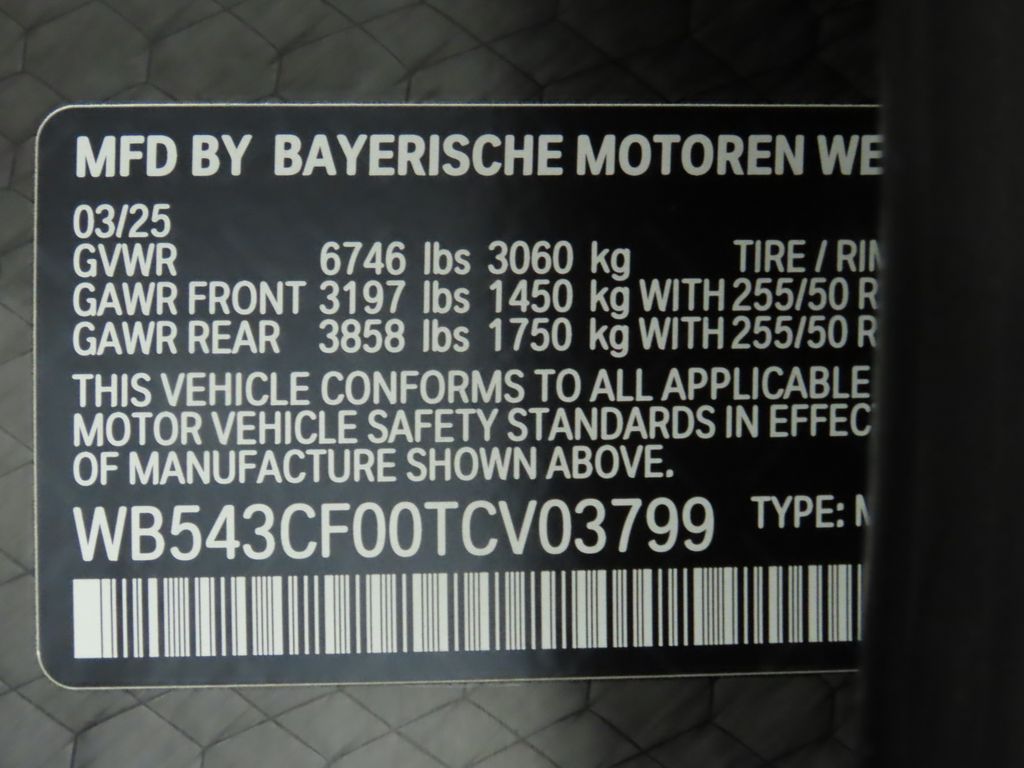 MFD BY BAYERISCHE MOTOREN WE
03/25
GVWR 6746 lbs 3060 kg TIRE / RIM
GAWR FRONT 3197 lbs 1450 kg WITH 255/50 R
GAWR REAR 3858 lbs 1750 kg WITH 255/50 R
THIS VEHICLE CONFORMS TO ALL APPLICABLE
MOTOR VEHICLE SAFETY STANDARDS IN EFFEC
OF MANUFACTURE SHOWN ABOVE.
WB543CF00TCV03799 TYPE: M